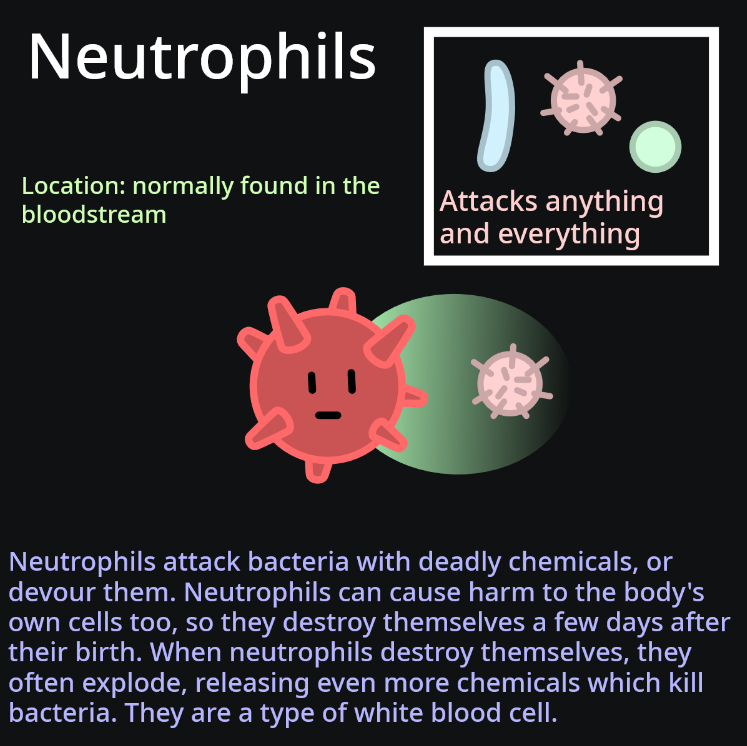 Neutrophils
Location: normally found in the
bloodstream
Attacks anything
and everything
Neutrophils attack bacteria with deadly chemicals, or
devour them. Neutrophils can cause harm to the body's
own cells too, so they destroy themselves a few days after
their birth. When neutrophils destroy themselves, they
often explode, releasing even more chemicals which kill
bacteria. They are a type of white blood cell.